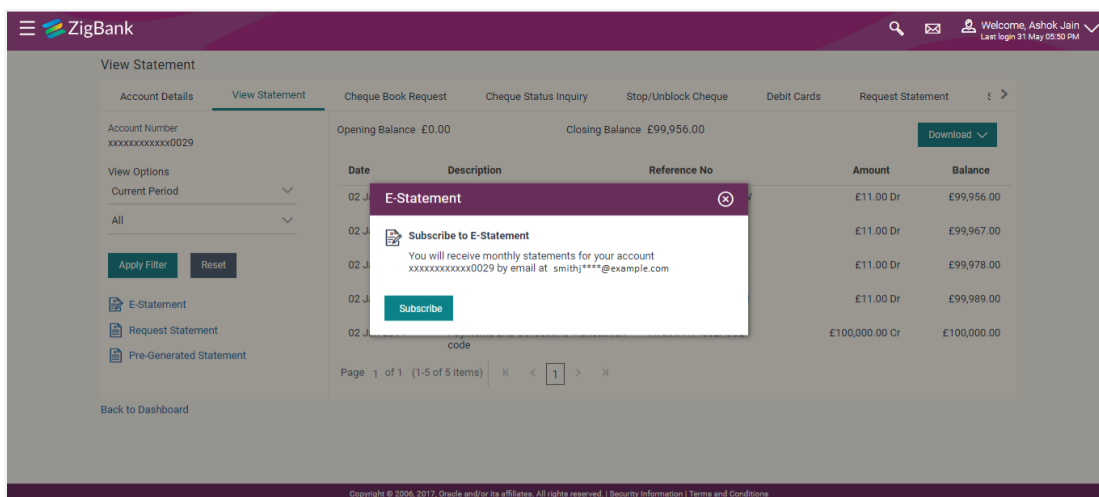 ZigBank
Welcome, Ashok Jain
Last login 31 May 05:50 PM
View Statement
Account Details View Statement Cheque Book Request Cheque Status Inquiry Stop/Unblock Cheque Debit Cards Request Statement
Account Number
xxxxxxxxxxxx0029
Opening Balance £0.00 Closing Balance £99,956.00
Download
View Options
Current Period
All
Apply Filter Reset
E-Statement
Request Statement
Pre-Generated Statement
Date Description Reference No Amount Balance
02 £11.00 Dr £99,956.00
02 £11.00 Dr £99,967.00
02 £11.00 Dr £99,978.00
02 £11.00 Dr £99,989.00
02 £100,000.00 Cr £100,000.00
code
E-Statement
Subscribe to E-Statement
You will receive monthly statements for your account
xxxxxxxxxxxx0029 by email at smithj****@example.com
Subscribe
Page 1 of 1 (1-5 of 5 items) 1
Back to Dashboard
Copyright © 2006, 2017, Oracle and/or its affiliates. All rights reserved. | Security Information | Terms and Conditions